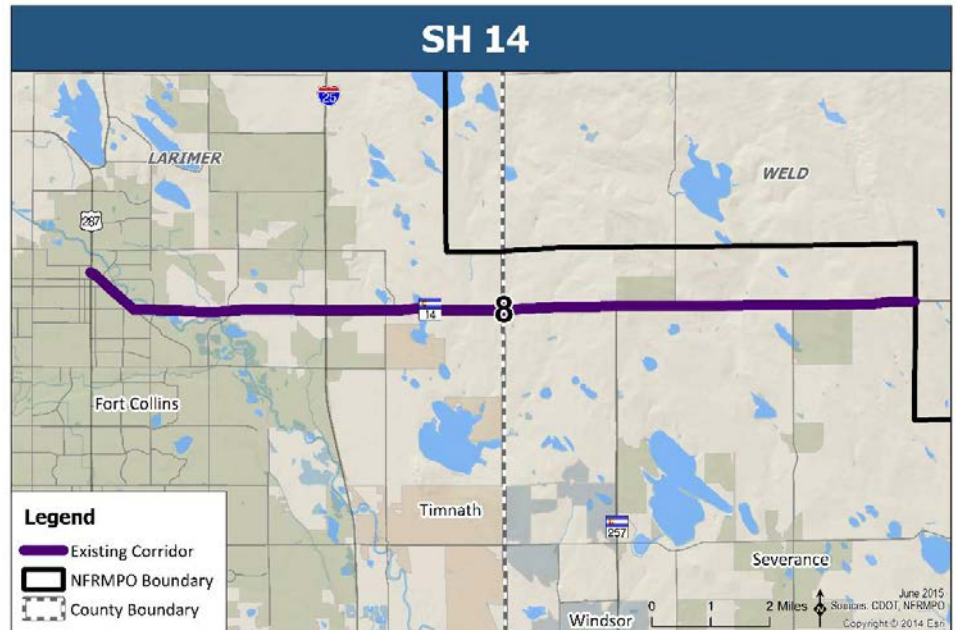 SH 14
25
LARIMER
WELD
287
14
8
Fort Collins
Legend
Existing Corridor
NFRMPO Boundary
County Boundary
Timnath
257
Severance
Windsor
0 1 2 Miles
N
June 2015
Sources: CDOT, NFRMPO
Copyright © 2014 Esri